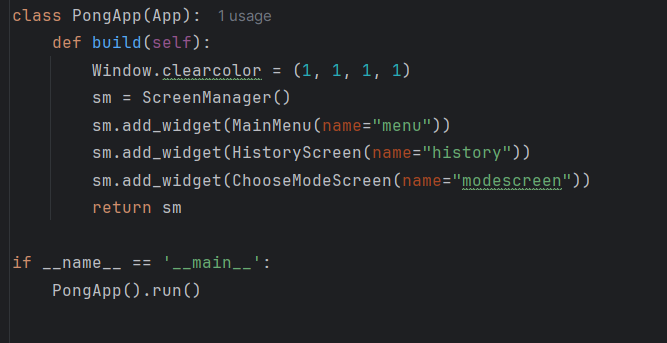 class PongApp(App): 1 usage
    def build(self):
        Window.clearcolor = (1, 1, 1, 1)
        sm = ScreenManager()
        sm.add_widget(MainMenu(name="menu"))
        sm.add_widget(HistoryScreen(name="history"))
        sm.add_widget(ChooseModeScreen(name="modescreen"))
        return sm
if __name__ == '__main__':
    PongApp().run()